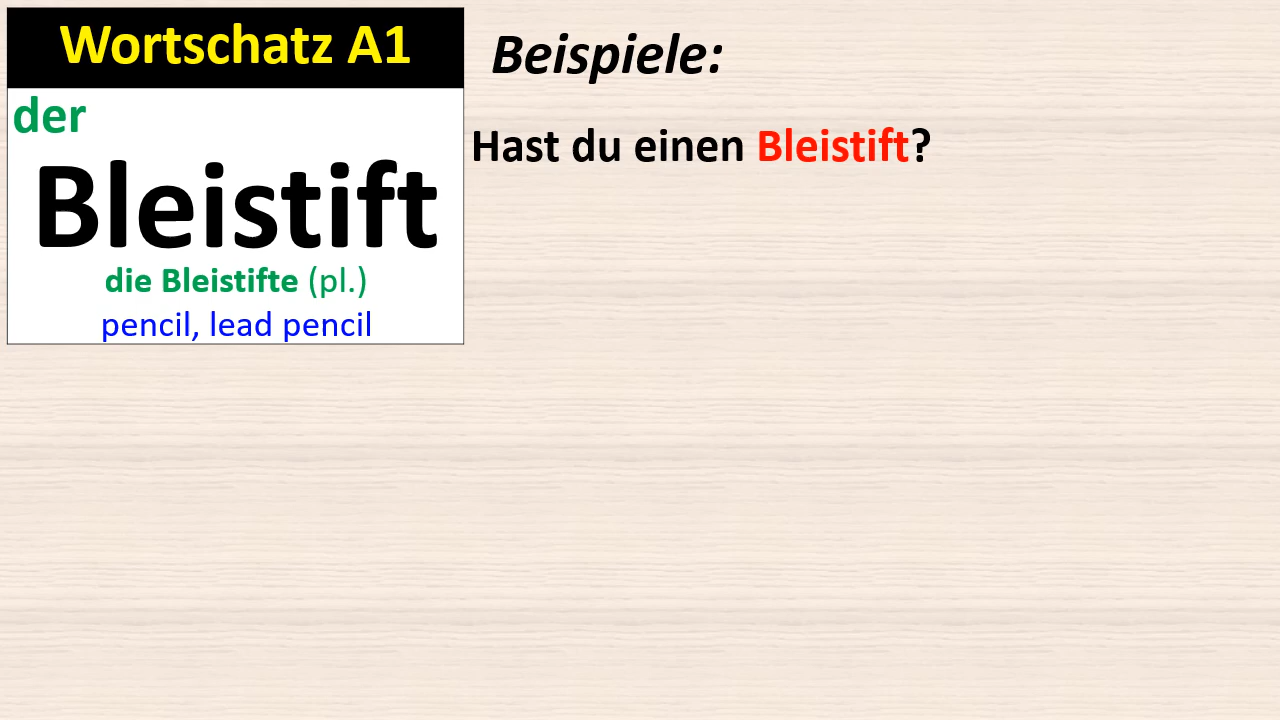 Wortschatz A1
der
Bleistift
die Bleistifte (pl.)
pencil, lead pencil
Beispiele:
Hast du einen Bleistift?